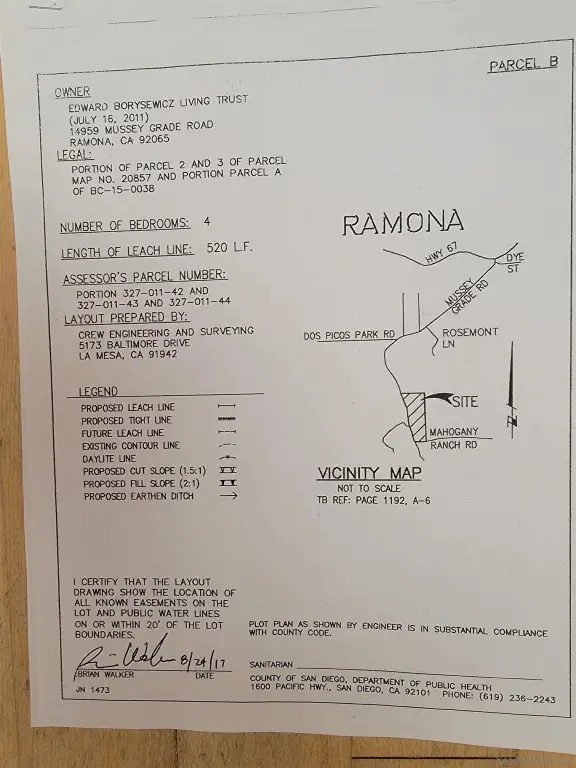 PARCEL B
OWNER
EDWARD BORYSEWICZ LIVING TRUST
(JULY 16, 2011)
14959 MUSSEY GRADE ROAD
RAMONA, CA 92065
LEGAL:
PORTION OF PARCEL 2 AND 3 OF PARCEL
MAP NO. 20857 AND PORTION PARCEL A
OF BC-15-0038
NUMBER OF BEDROOMS: 4
LENGTH OF LEACH LINE: 520 L.F.
ASSESSOR'S PARCEL NUMBER:
PORTION 327-011-42 AND
327-011-43 AND 327-011-44
LAYOUT PREPARED BY:
CREW ENGINEERING AND SURVEYING
5173 BALTIMORE DRIVE
LA MESA, CA 91942
LEGEND
PROPOSED LEACH LINE
PROPOSED TIGHT LINE
FUTURE LEACH LINE
EXISTING CONTOUR LINE
DAYLITE LINE
PROPOSED CUT SLOPE (1.5:1)
PROPOSED FILL SLOPE (2:1)
PROPOSED EARTHEN DITCH
RAMONA
HWY 67
DYE
ST
MUSSEY
GRADE RD
DOS PICOS PARK RD
ROSEMONT
LN
SITE
MAHOGANY
RANCH RD
VICINITY MAP
NOT TO SCALE
TB REF: PAGE 1192, A-6
I CERTIFY THAT THE LAYOUT
DRAWING SHOW THE LOCATION OF
ALL KNOWN EASEMENTS ON THE
LOT AND PUBLIC WATER LINES
ON OR WITHIN 20' OF THE LOT
BOUNDARIES.
8/24/17
BRIAN WALKER DATE
JN 1473
PLOT PLAN AS SHOWN BY ENGINEER IS IN SUBSTANTIAL COMPLIANCE
WITH COUNTY CODE.
SANITARIAN
COUNTY OF SAN DIEGO, DEPARTMENT OF PUBLIC HEALTH
1600 PACIFIC HWY., SAN DIEGO, CA 92101 PHONE: (619) 236-2243